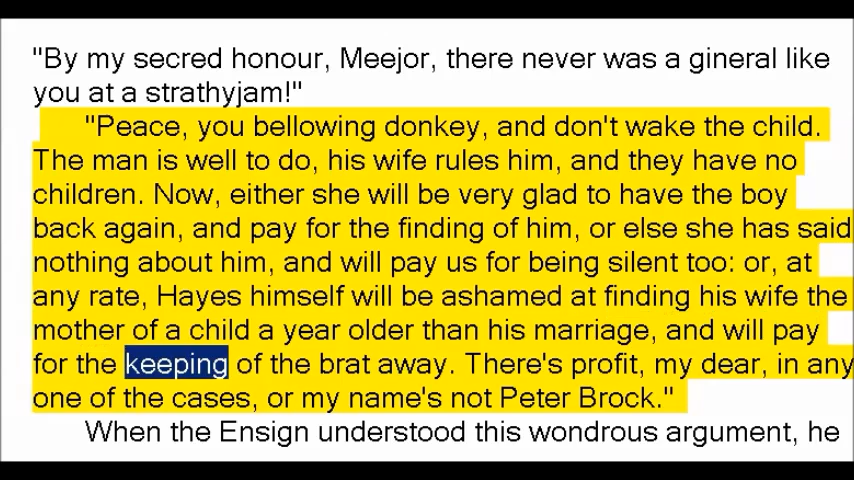 "By my secred honour, Meejor, there never was a gineral like
you at a strathyjam!"
"Peace, you bellowing donkey, and don't wake the child.
The man is well to do, his wife rules him, and they have no
children. Now, either she will be very glad to have the boy
back again, and pay for the finding of him, or else she has said
nothing about him, and will pay us for being silent too: or, at
any rate, Hayes himself will be ashamed at finding his wife the
mother of a child a year older than his marriage, and will pay
for the keeping of the brat away. There's profit, my dear, in any
one of the cases, or my name's not Peter Brock."
When the Ensign understood this wondrous argument, he